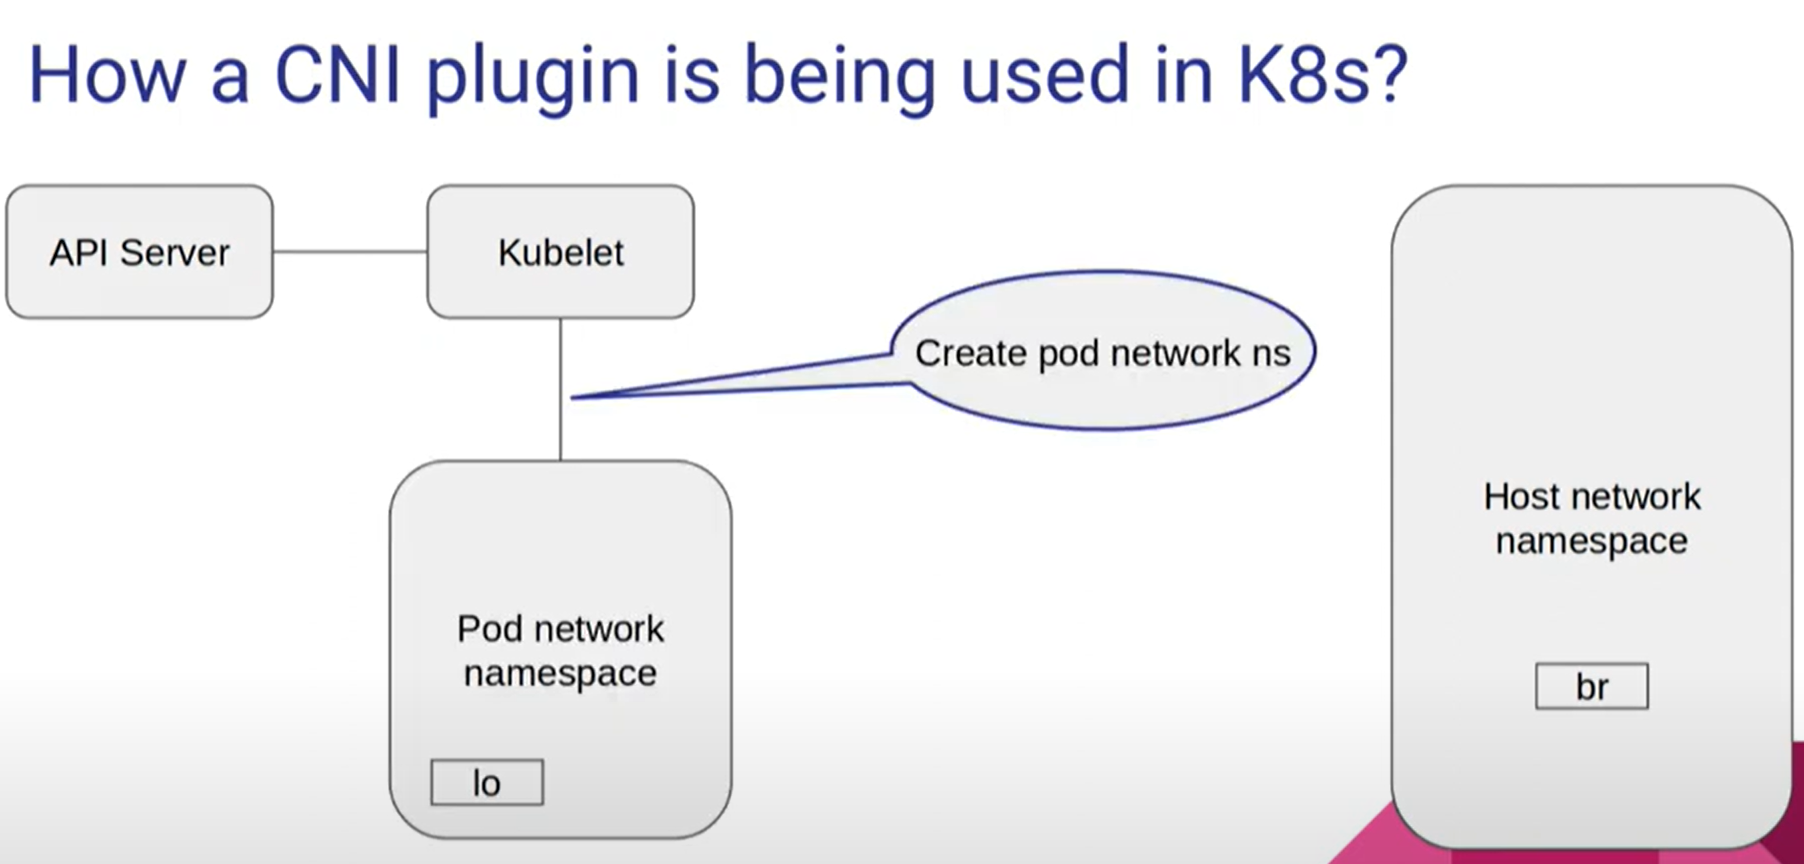 How a CNI plugin is being used in K8s?
API Server
Kubelet
Create pod network ns
Host network
namespace
Pod network
namespace
br
lo